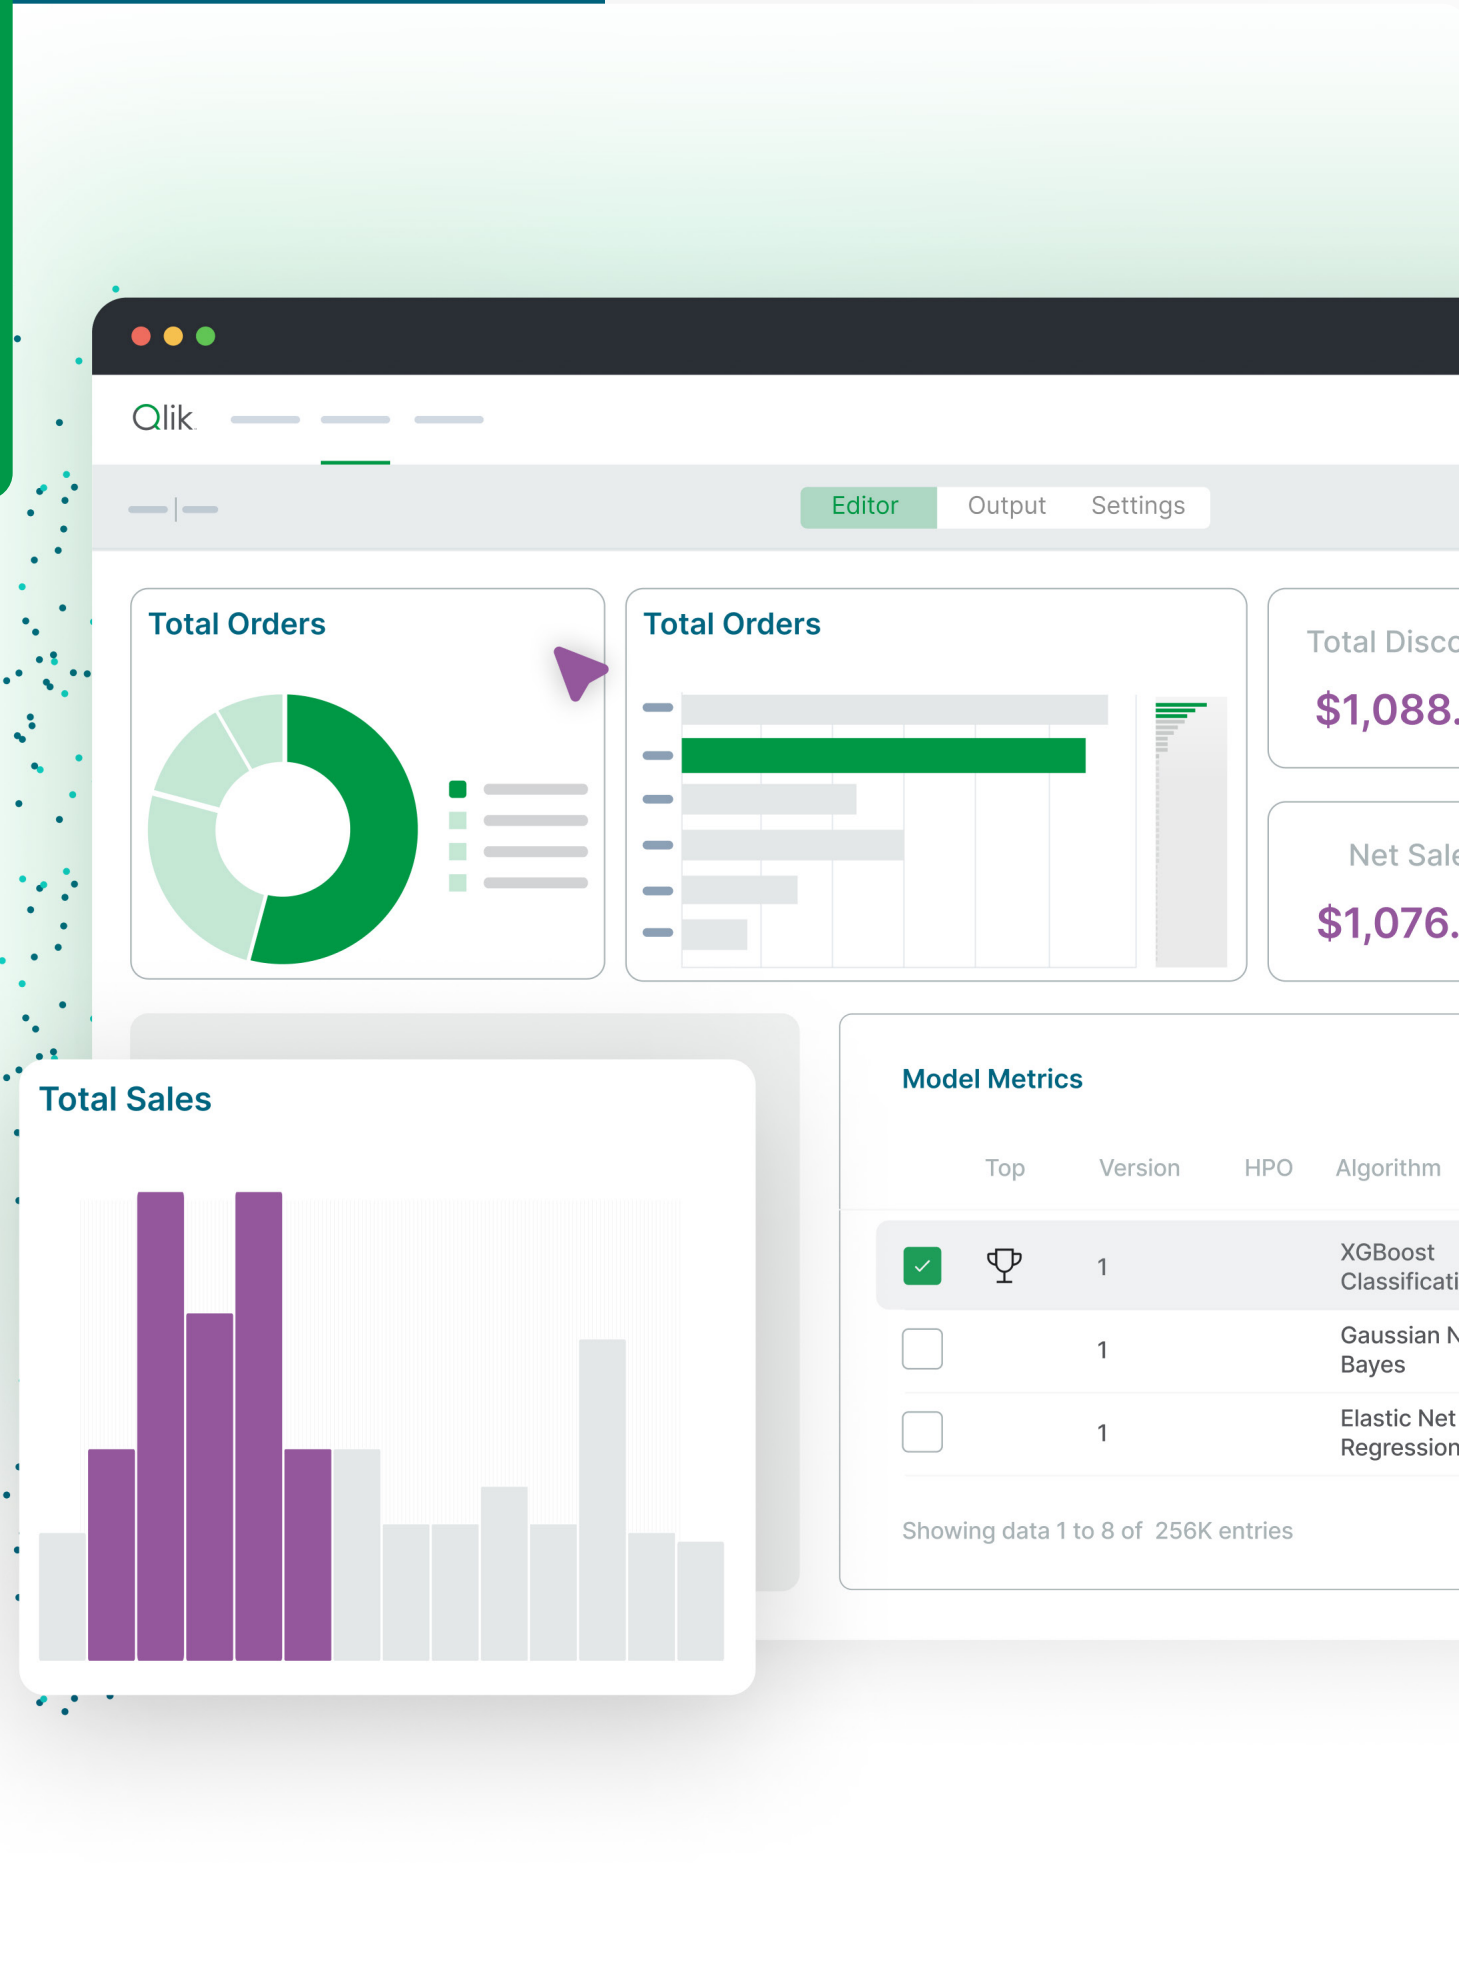 Qlik
Editor Output Settings
Total Orders
Total Orders
Total
$1,088.
Net
$1,076.
Total Sales
Model Metrics
Top Version HPO Algorithm
1 XGBoost
1 Gaussian
Bayes
1 Elastic Net
Regression
Showing data 1 to 8 of 256K entries